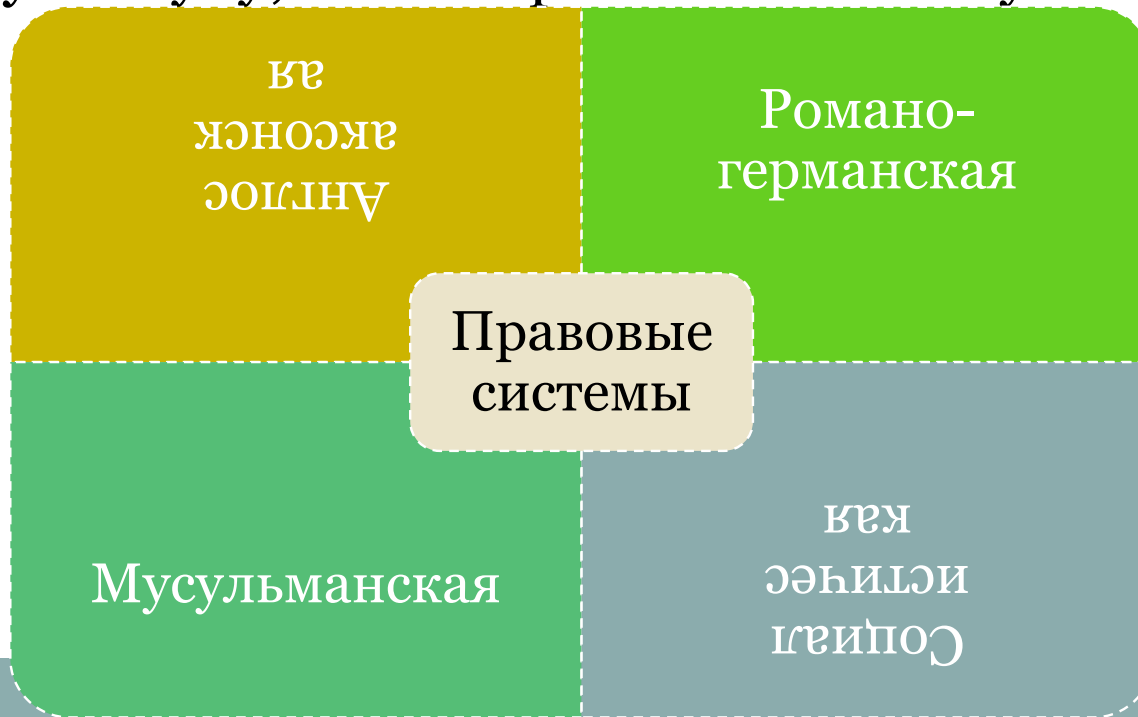 Англос
аксонск
ая
Романо-
германская
Правовые
системы
Мусульманская
Социал
истичес
кая